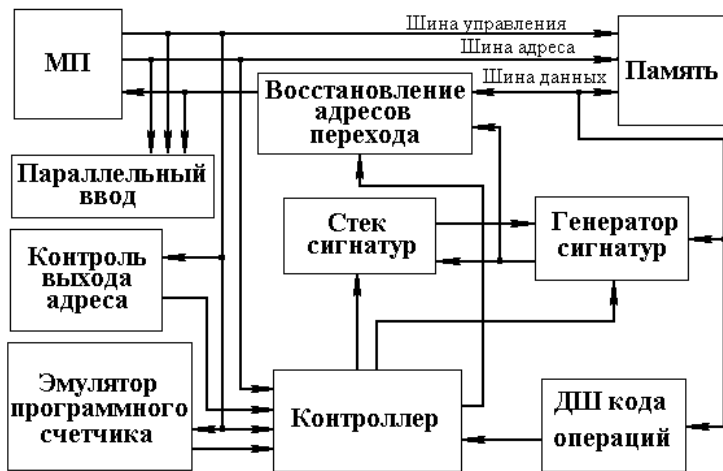 МП
Шина управления
Шина адреса
Шина данных
Память
Восстановление
адресов
перехода
Параллельный
ввод
Стек
сигнатур
Генератор
сигнатур
Контроль
выхода
адреса
Эмулятор
программного
счетчика
Контроллер
ДШ кода
операций